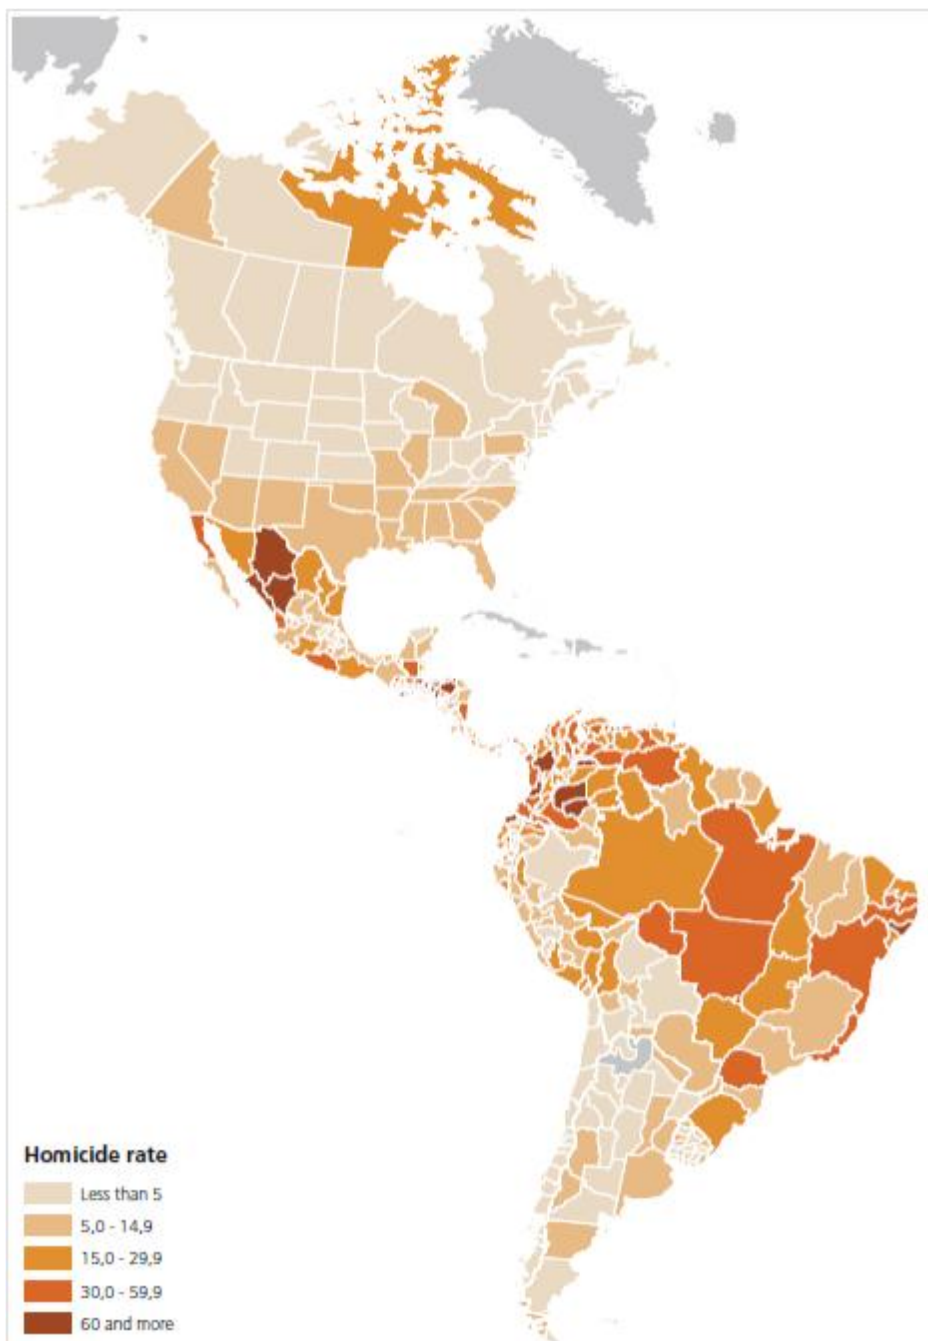 Homicide rate
Less than 5
5,0 - 14,9
15,0 - 29,9
30,0 - 59,9
60 and more